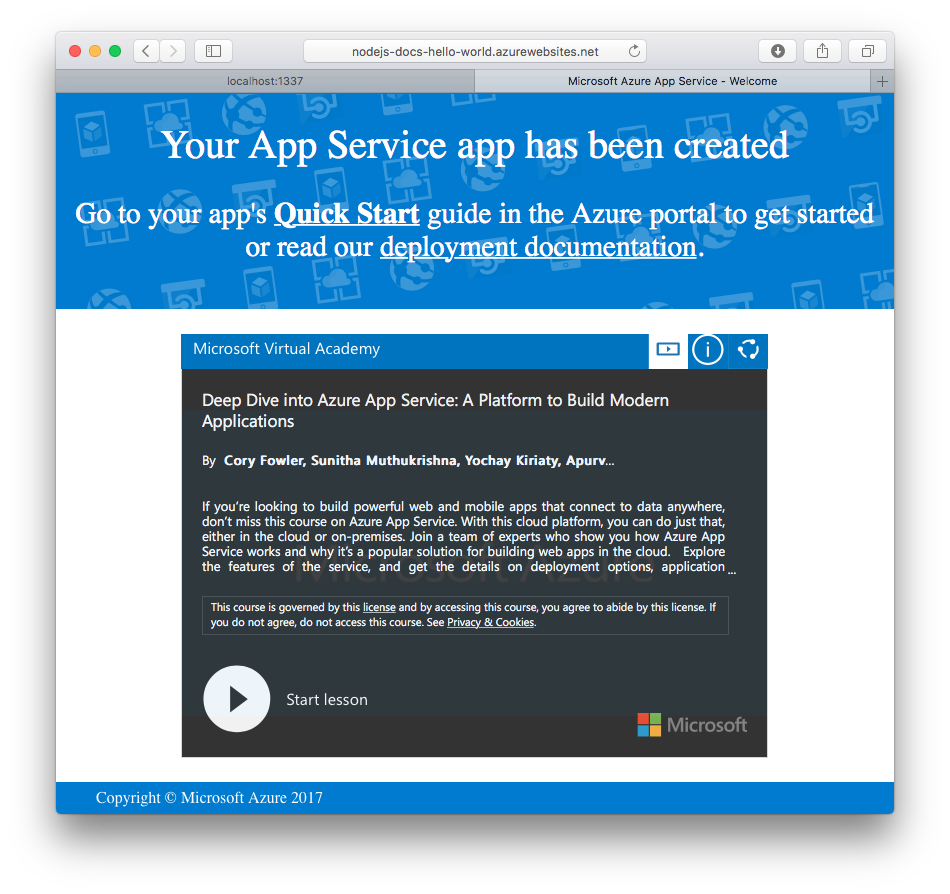 nodejs-docs-hello-world.azurewebsites.net
localhost:1337
Microsoft Azure App Service - Welcome
Your App Service app has been created
Go to your app's Quick Start guide in the Azure portal to get started
or read our deployment documentation.
Microsoft Virtual Academy
Deep Dive into Azure App Service: A Platform to Build Modern
Applications
By Cory Fowler, Sunitha Muthukrishna, Yochay Kiriaty, Apurv...
If you’re looking to build powerful web and mobile apps that connect to data anywhere,
don’t miss this course on Azure App Service. With this cloud platform, you can do just that,
either in the cloud or on-premises. Join a team of experts who show you how Azure App
Service works and why it’s a popular solution for building web apps in the cloud. Explore
the features of the service, and get the details on deployment options, application ...
Microsoft Azure
This course is governed by this license and by accessing this course, you agree to abide by this license. If
you do not agree, do not access this course. See Privacy & Cookies.
Start lesson
Microsoft
Copyright © Microsoft Azure 2017